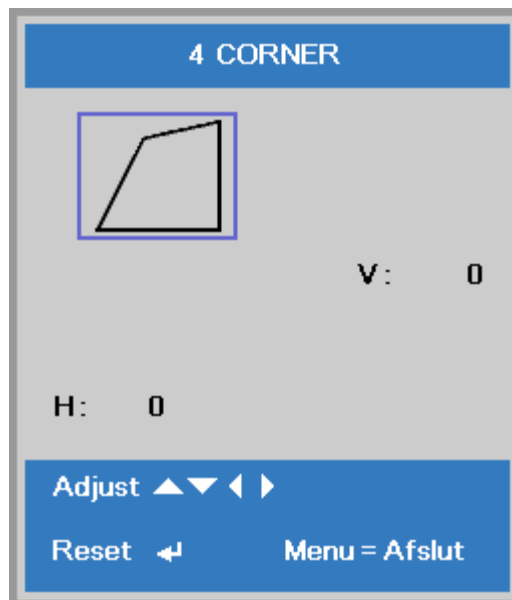 4 CORNER
V: 0
H: 0
Adjust ▲▼◀▶
Reset ↵ Menu = Afslut